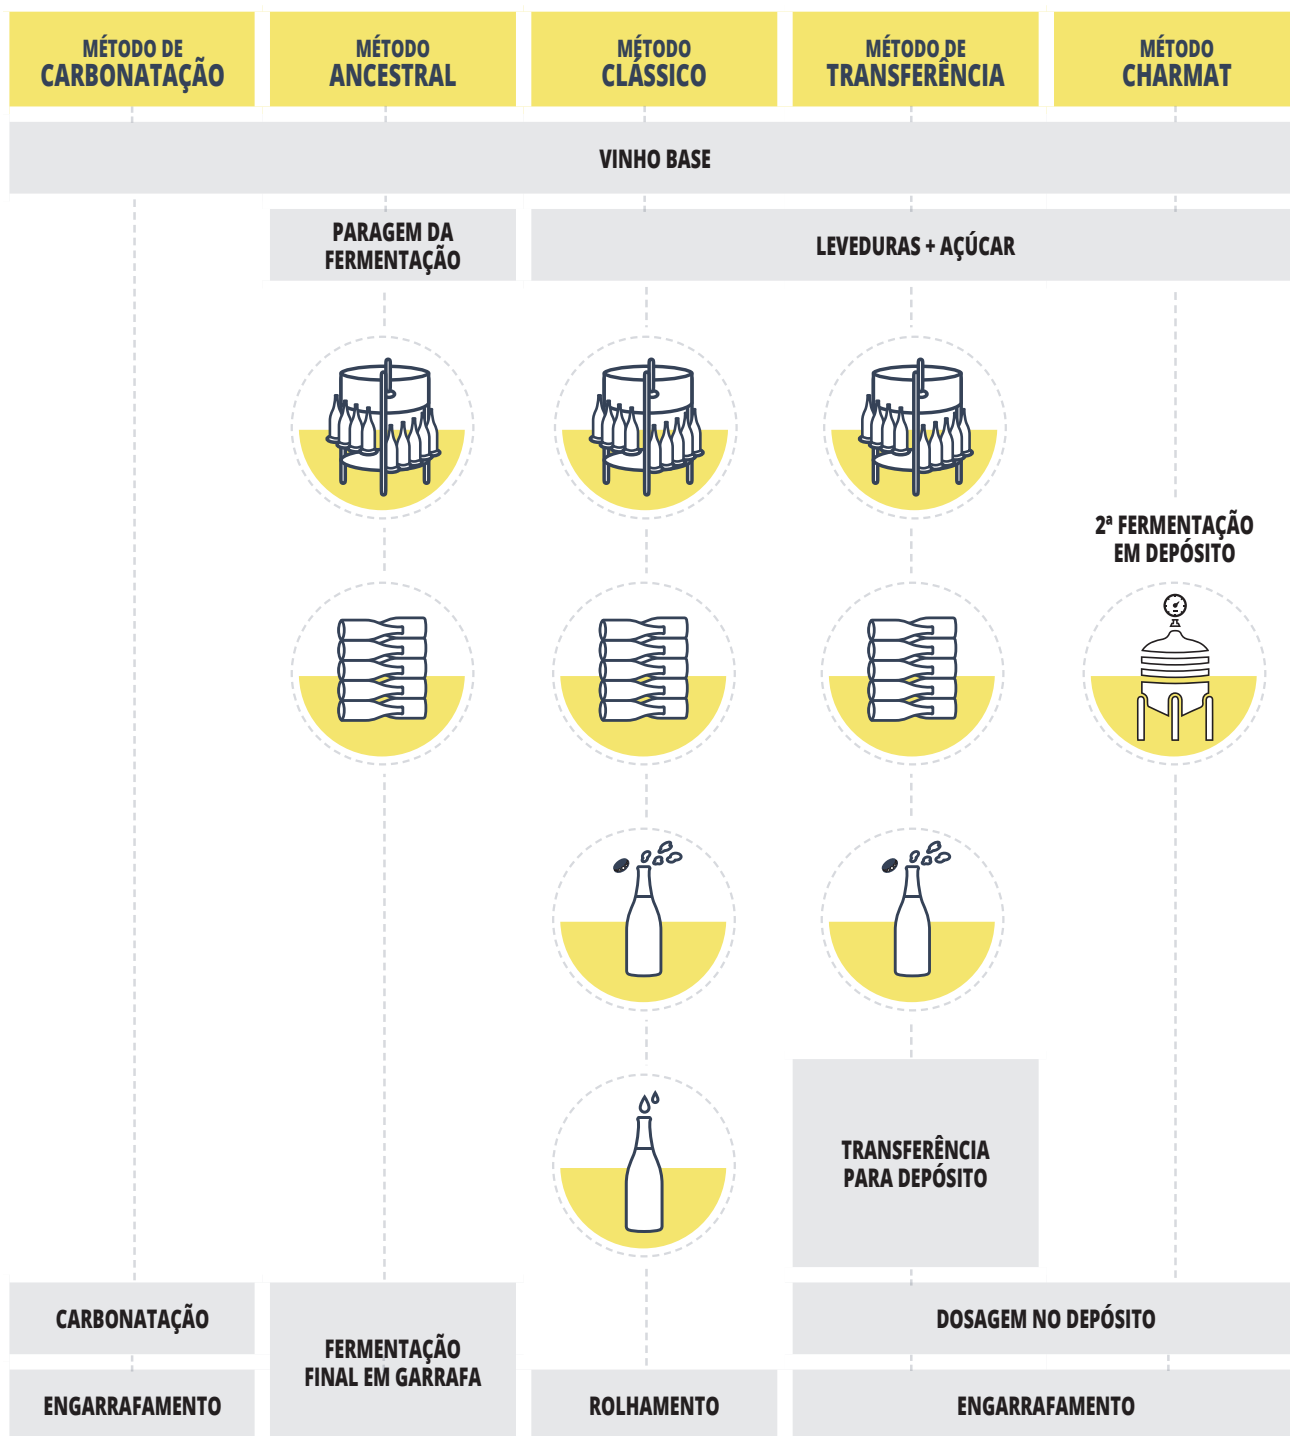 MÉTODO DE
CARBONATAÇÃO
MÉTODO
ANCESTRAL
MÉTODO
CLÁSSICO
MÉTODO DE
TRANSFERÊNCIA
MÉTODO
CHARMAT
VINHO BASE
PARAGEM DA
FERMENTAÇÃO
LEVEDURAS + AÇÚCAR
2ª FERMENTAÇÃO
EM DEPÓSITO
TRANSFERÊNCIA
PARA DEPÓSITO
CARBONATAÇÃO
FERMENTAÇÃO
FINAL EM GARRAFA
DOSAGEM NO DEPÓSITO
ENGARRAFAMENTO
ROLHAMENTO
ENGARRAFAMENTO